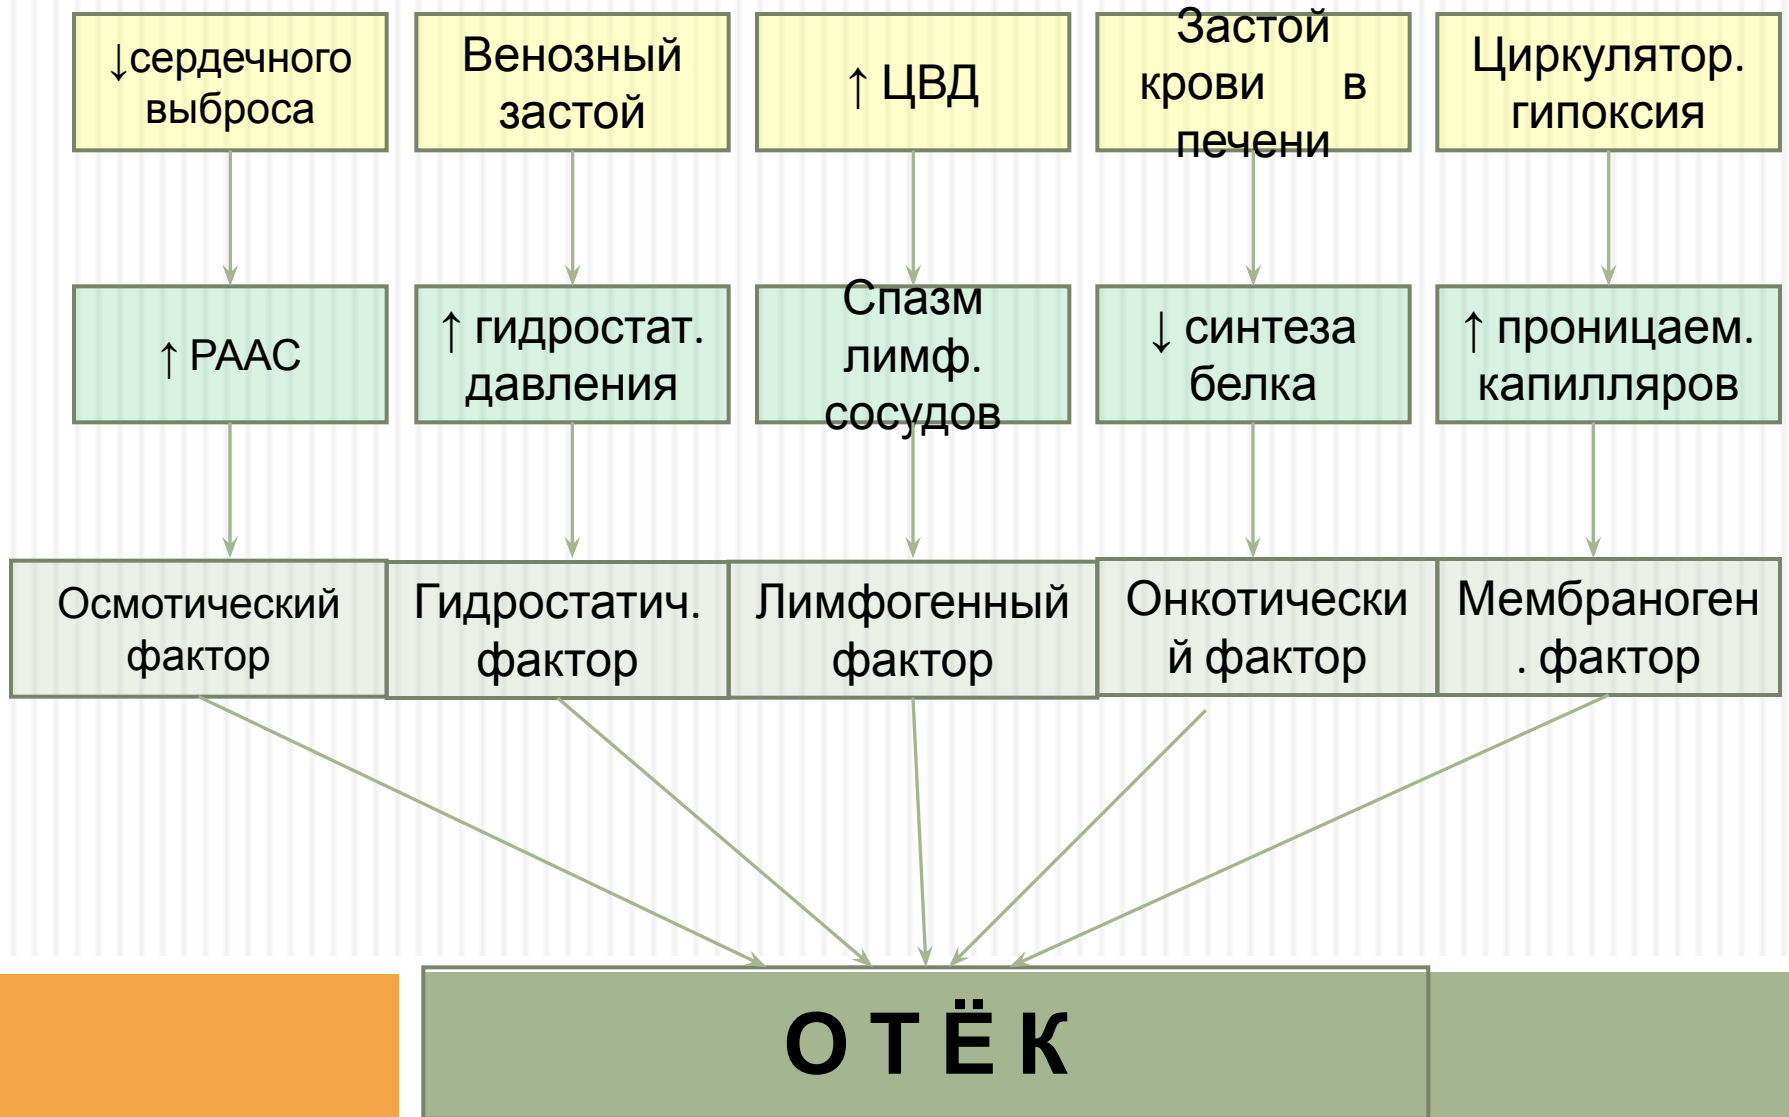 ↓сердечного
выброса
Венозный
застой
↑ ЦВД
Застой
крови в
печени
Циркулятор.
гипоксия
↑ РААС
↑ гидростат.
давления
Спазм
лимф.
сосудов
↓ синтеза
белка
↑ проницаем.
капилляров
Осмотический
фактор
Гидростатич.
фактор
Лимфогенный
фактор
Онкотически
й фактор
Мембраноген
. фактор
О Т Ё К